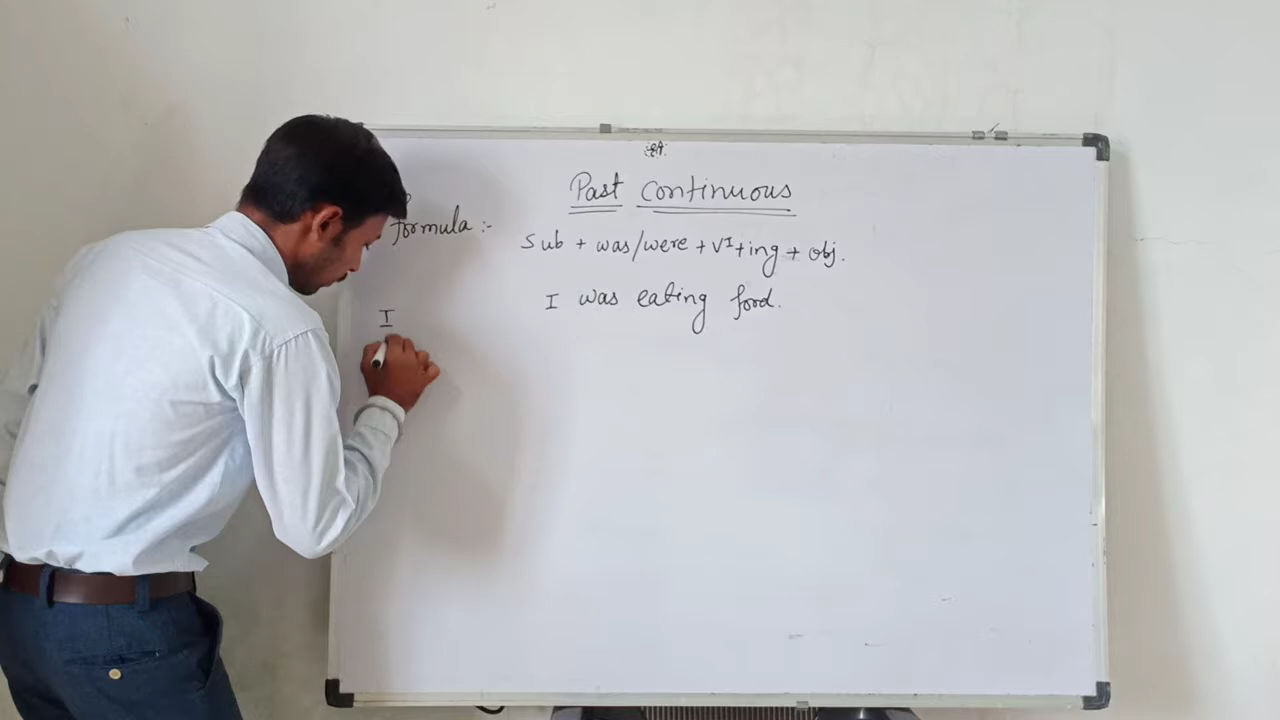 Past Continuous
formula :-
Sub + was/were + V¹ + ing + obj.
I was eating food.
I